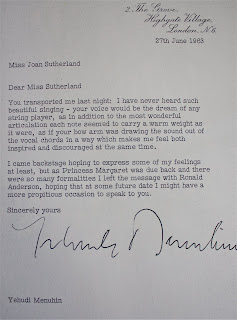 2, The Grove,
Highgate Village,
London. N.6.
27th June 1963
Miss Joan Sutherland
Dear Miss Sutherland
You transported me last night: I have never heard such
beautiful singing - your voice would be the dream of any
string player, as in addition to the most wonderful
articulation each note seemed to carry a warm weight as
it were, as if your bow arm was drawing the sound out of
the vocal chords in a way which makes me feel both
inspired and discouraged at the same time.
I came backstage hoping to express some of my feelings
at least, but as Princess Margaret was due back and there
were so many formalities I left the message with Ronald
Anderson, hoping that at some future date I might have a
more propitious occasion to speak to you.
Sincerely yours
Yehudi Menuhin
Yehudi Menuhin